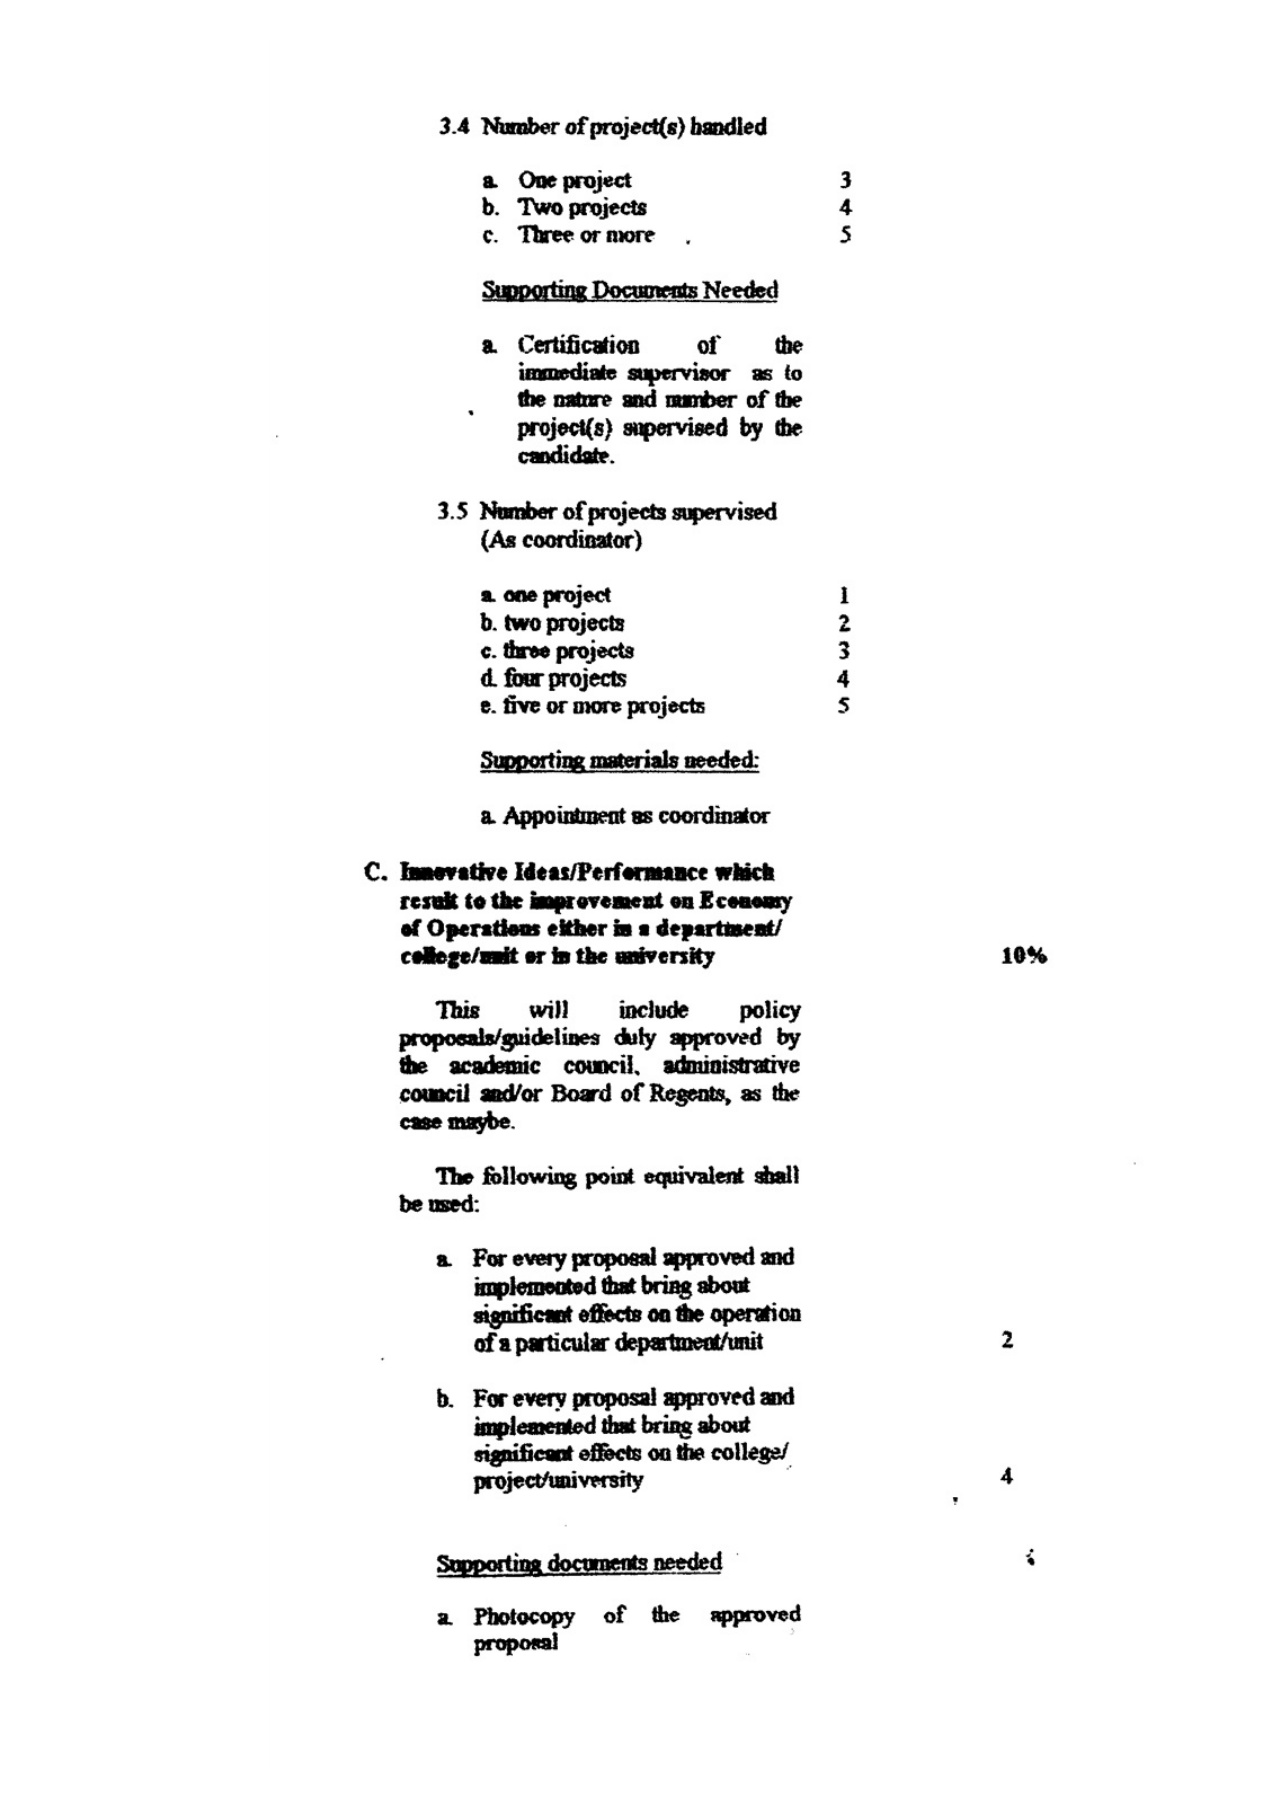 3.4 Number of project(s) handled
a. One project 3
b. Two projects 4
c. Three or more 5
Supporting Documents Needed
a. Certification of the
immediate supervisor as to
the nature and number of the
project(s) supervised by the
candidate.
3.5 Number of projects supervised
(As coordinator)
a. one project 1
b. two projects 2
c. three projects 3
d. four projects 4
e. five or more projects 5
Supporting materials needed:
a. Appointment as coordinator
C. Innovative Ideas/Performance which
result to the improvement on Economy
of Operations either in a department/
college/unit or in the university 10%
This will include policy
proposals/guidelines duly approved by
the academic council, administrative
council and/or Board of Regents, as the
case maybe.
The following point equivalent shall
be used:
a. For every proposal approved and
implemented that bring about
significant effects on the operation
of a particular department/unit 2
b. For every proposal approved and
implemented that bring about
significant effects on the college/
project/university 4
Supporting documents needed
a. Photocopy of the approved
proposal